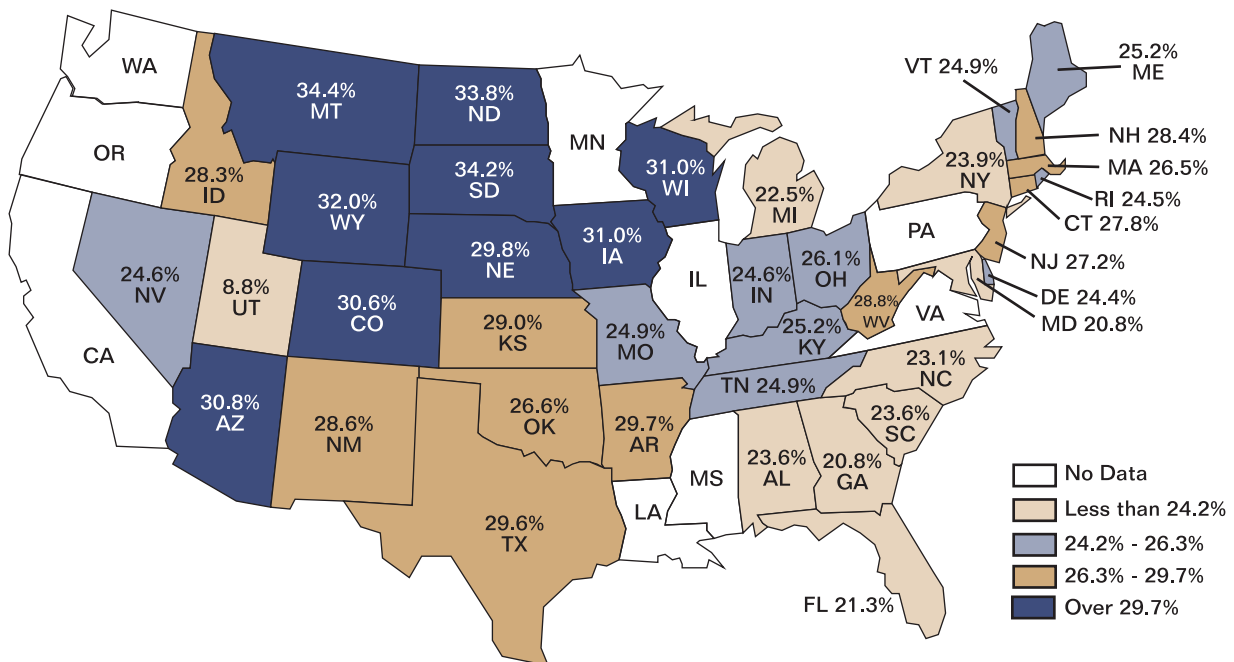 WA
OR
CA
28.3%
ID
24.6%
NV
8.8%
UT
30.8%
AZ
34.4%
MT
32.0%
WY
30.6%
CO
28.6%
NM
33.8%
ND
34.2%
SD
29.8%
NE
29.0%
KS
26.6%
OK
29.6%
TX
MN
31.0%
IA
24.9%
MO
29.7%
AR
LA
31.0%
WI
IL
MS
22.5%
MI
24.6%
IN
26.1%
OH
25.2%
KY
TN 24.9%
23.6%
AL
20.8%
GA
FL 21.3%
23.6%
SC
23.1%
NC
VA
28.8%
WV
PA
23.9%
NY
VT 24.9%
25.2%
ME
NH 28.4%
MA 26.5%
RI 24.5%
CT 27.8%
NJ 27.2%
DE 24.4%
MD 20.8%
No Data
Less than 24.2%
24.2% - 26.3%
26.3% - 29.7%
Over 29.7%